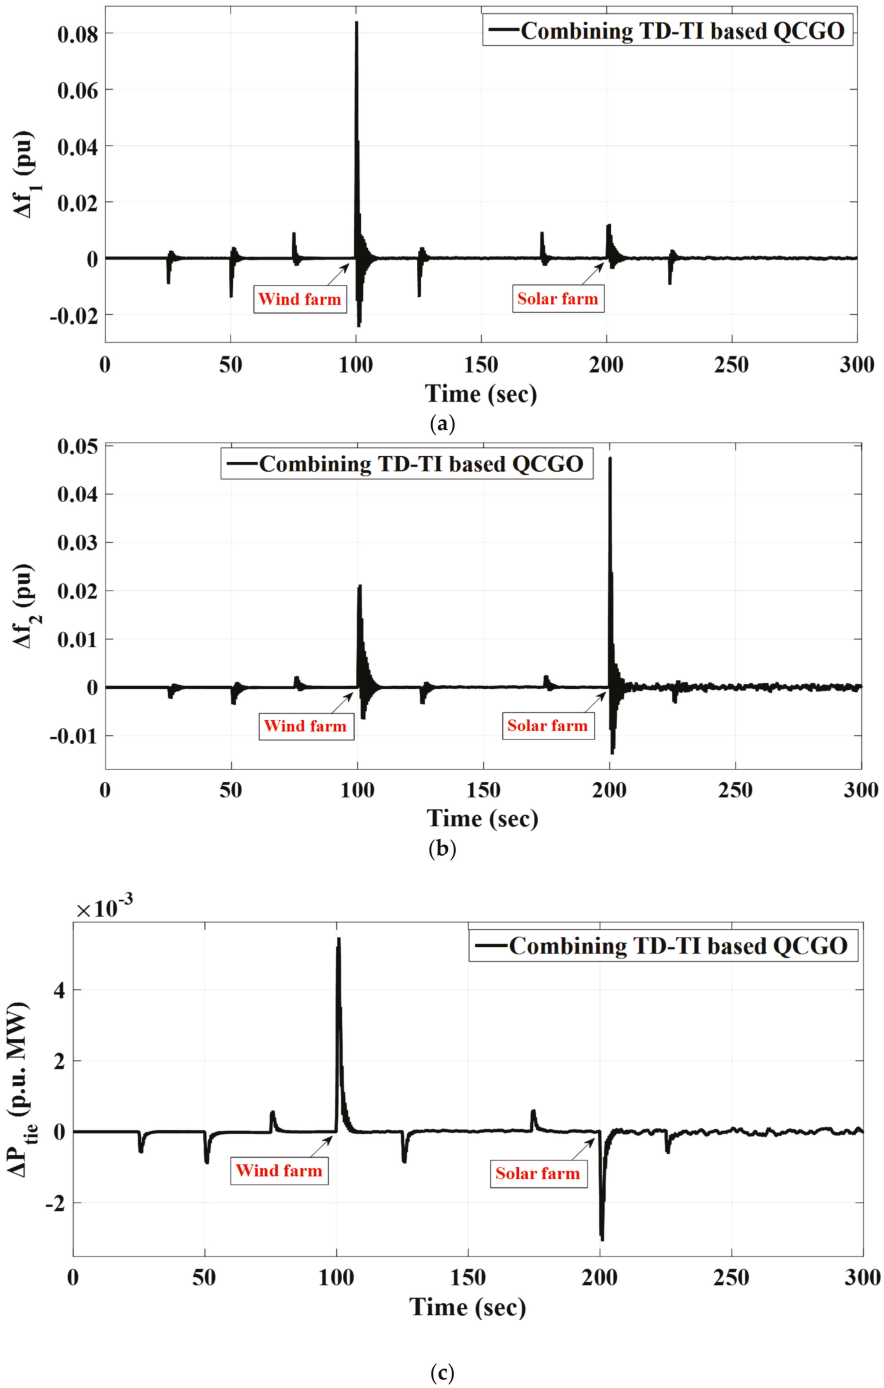 Combining TD-TI based QCGO
0.08
0.06
0.04
0.02
0
-0.02
Δf1 (pu)
Wind farm
Solar farm
0 50 100 150 200 250 300
Time (sec)
(a)
Combining TD-TI based QCGO
0.05
0.04
0.03
0.02
0.01
0
-0.01
Δf2 (pu)
Wind farm
Solar farm
0 50 100 150 200 250 300
Time (sec)
(b)
×10-3
Combining TD-TI based QCGO
4
2
0
-2
ΔPtie (p.u. MW)
Wind farm
Solar farm
0 50 100 150 200 250 300
Time (sec)
(c)